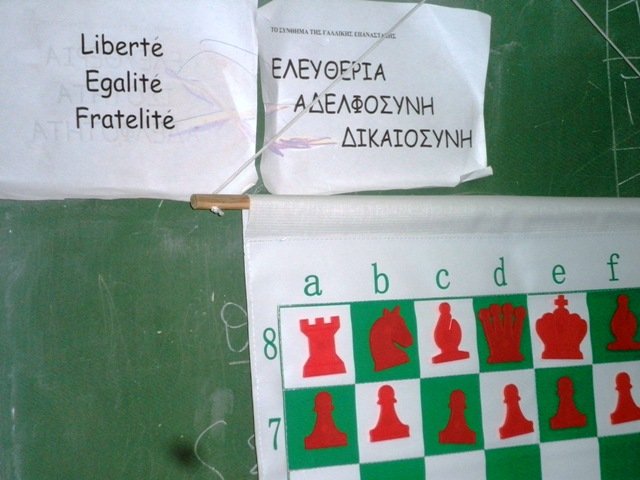 Liberté
Egalité
Fratelité
ΤΟ ΣΥΝΘΗΜΑ ΤΗΣ ΓΑΛΛΙΚΗΣ ΕΠΑΝΑΣΤΑΣΗΣ
ΕΛΕΥΘΕΡΙΑ
ΑΔΕΛΦΟΣΥΝΗ
ΔΙΚΑΙΟΣΥΝΗ
a b c d e f
8
7